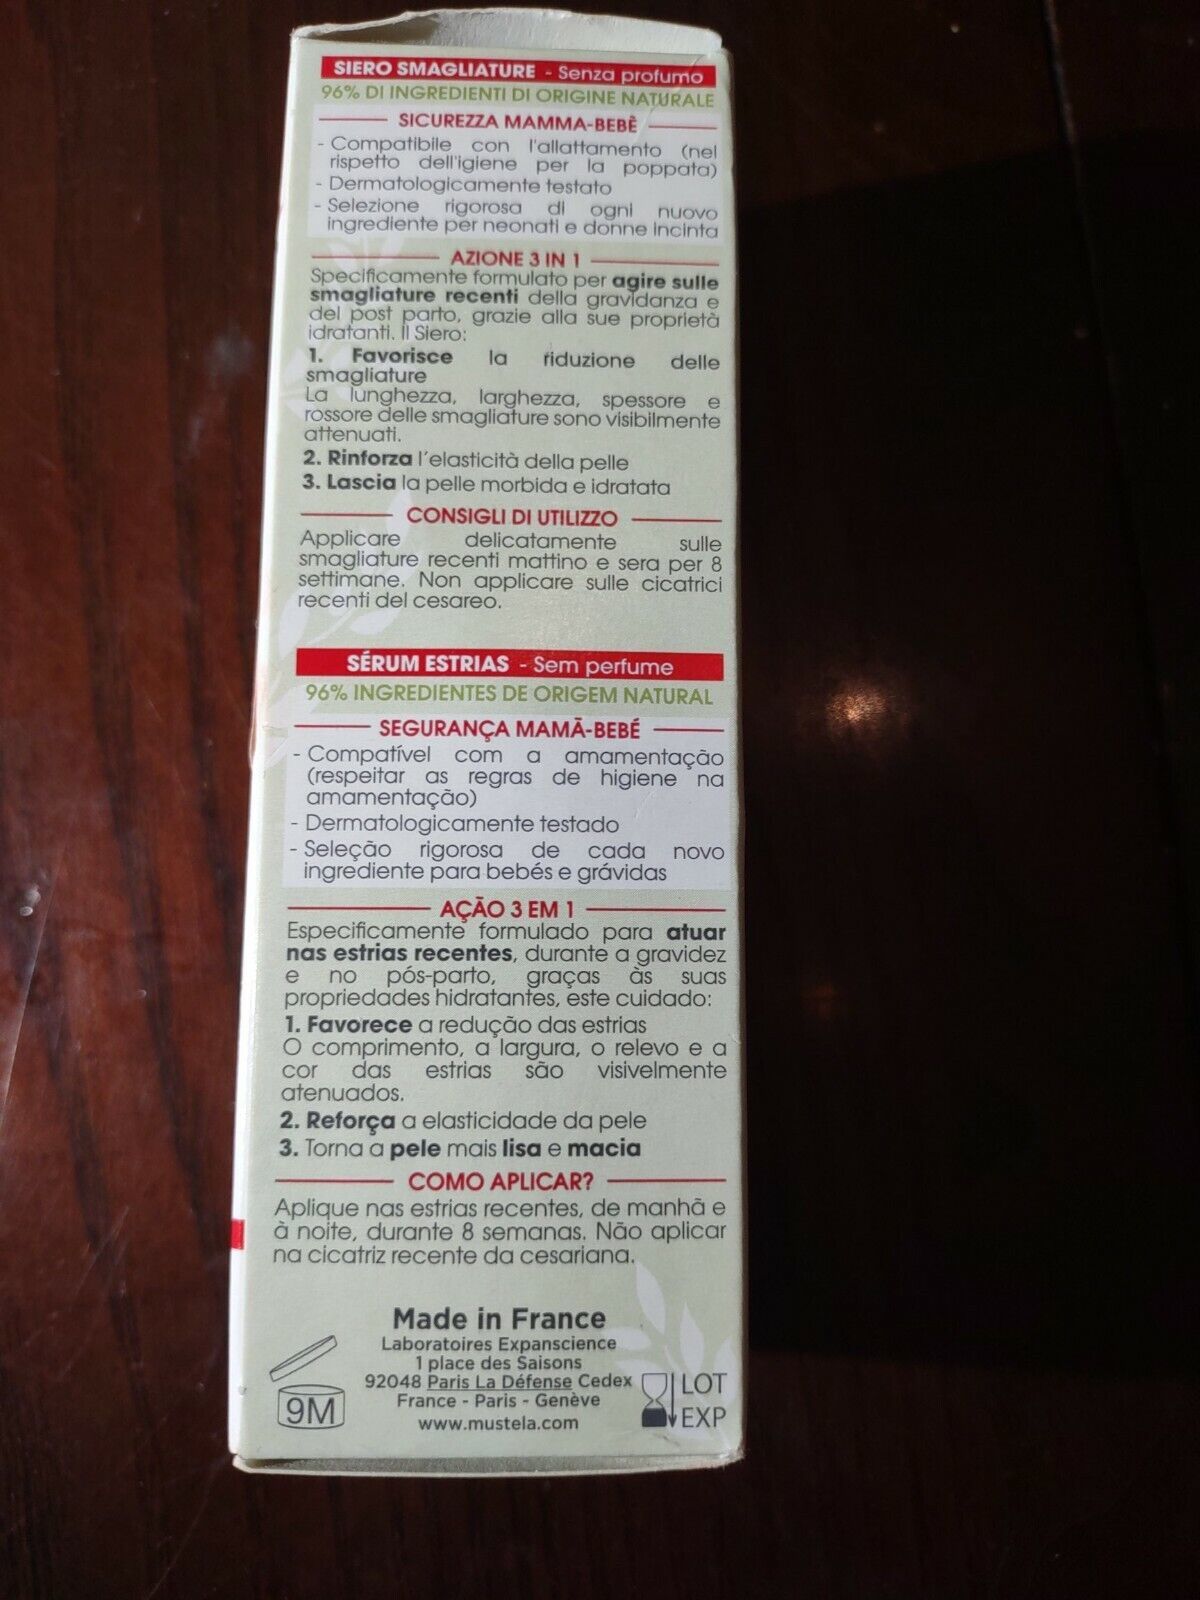 SIERO SMAGLIATURE - Senza profumo
96% DI INGREDIENTI DI ORIGINE NATURALE
SICUREZZA MAMMA-BEBÈ
- Compatibile con l'allattamento (nel
rispetto dell'igiene per la poppata)
- Dermatologicamente testato
- Selezione rigorosa di ogni nuovo
ingrediente per neonati e donne incinta
AZIONE 3 IN 1
Specificamente formulato per agire sulle
smagliature recenti della gravidanza e
del post parto, grazie alla sue proprietà
idratanti. Il Siero:
1. Favorisce la riduzione delle
smagliature
La lunghezza, larghezza, spessore e
rossore delle smagliature sono visibilmente
attenuati.
2. Rinforza l'elasticità della pelle
3. Lascia la pelle morbida e idratata
CONSIGLI DI UTILIZZO
Applicare delicatamente sulle
smagliature recenti mattino e sera per 8
settimane. Non applicare sulle cicatrici
recenti del cesareo.
SÉRUM ESTRIAS - Sem perfume
96% INGREDIENTES DE ORIGEM NATURAL
SEGURANÇA MAMÃ-BEBÉ
- Compatível com a amamentação
(respeitar as regras de higiene na
amamentação)
- Dermatologicamente testado
- Seleção rigorosa de cada novo
ingrediente para bebés e grávidas
AÇÃO 3 EM 1
Especificamente formulado para atuar
nas estrias recentes, durante a gravidez
e no pós-parto, graças às suas
propriedades hidratantes, este cuidado:
1. Favorece a redução das estrias
O comprimento, a largura, o relevo e a
cor das estrias são visivelmente
atenuados.
2. Reforça a elasticidade da pele
3. Torna a pele mais lisa e macia
COMO APLICAR?
Aplique nas estrias recentes, de manhã e
à noite, durante 8 semanas. Não aplicar
na cicatriz recente da cesariana.
Made in France
Laboratoires Expanscience
1 place des Saisons
92048 Paris La Défense Cedex
France - Paris - Genève
www.mustela.com
9M
LOT
EXP